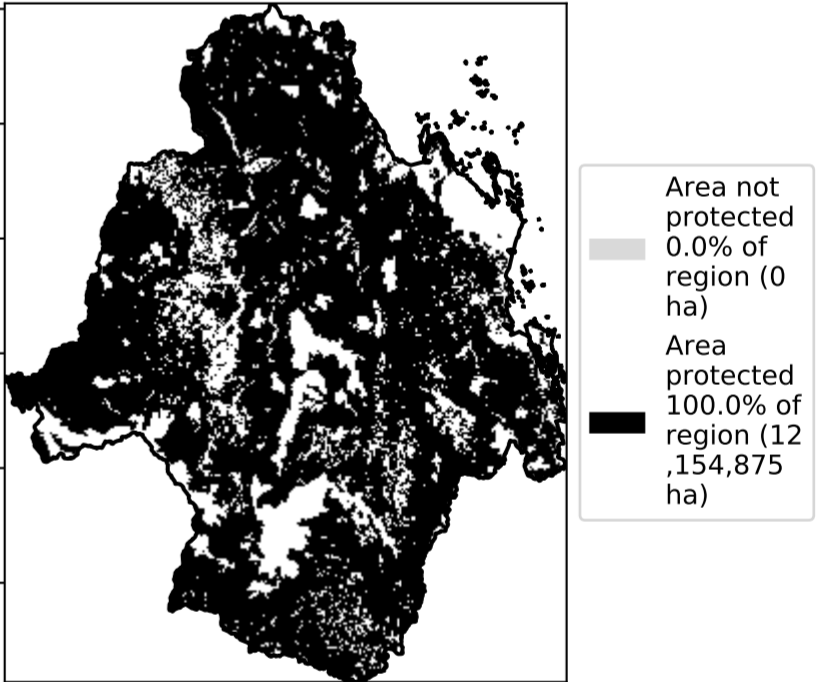 Area not
protected
0.0% of
region (0
ha)
Area
protected
100.0% of
region (12
,154,875
ha)